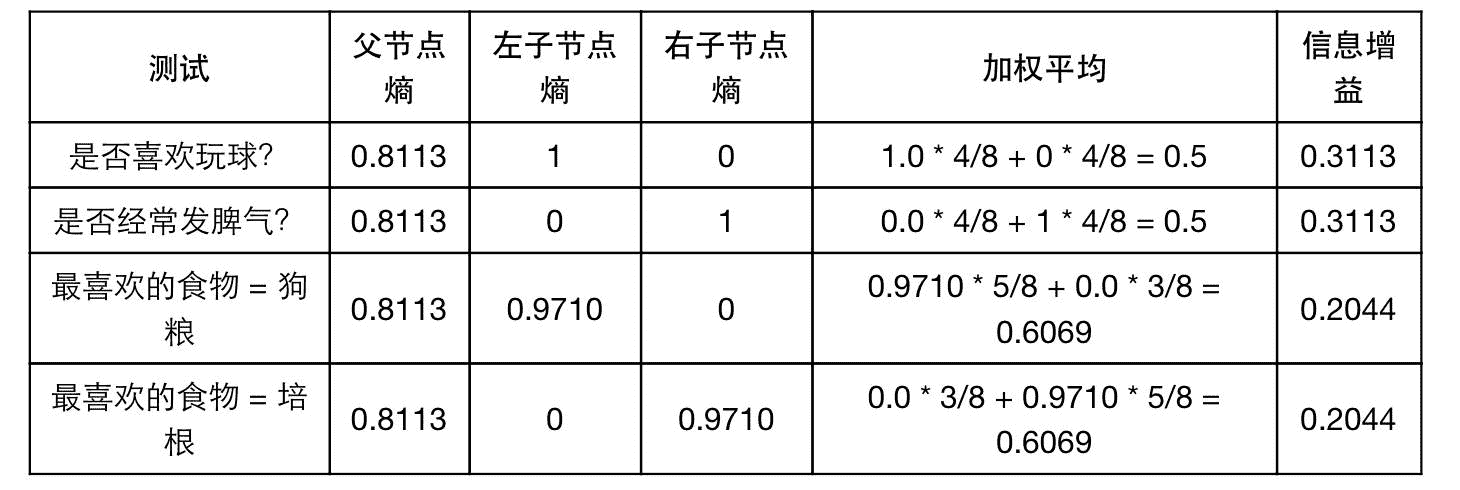 测试
父节点
熵
左子节点
熵
右子节点
熵
加权平均
信息增
益
是否喜欢玩球？
0.8113
1
0
1.0 * 4/8 + 0 * 4/8 = 0.5
0.3113
是否经常发脾气？
0.8113
0
1
0.0 * 4/8 + 1 * 4/8 = 0.5
0.3113
最喜欢的食物 = 狗
粮
0.8113
0.9710
0
0.9710 * 5/8 + 0.0 * 3/8 =
0.6069
0.2044
最喜欢的食物 = 培
根
0.8113
0
0.9710
0.0 * 3/8 + 0.9710 * 5/8 =
0.6069
0.2044